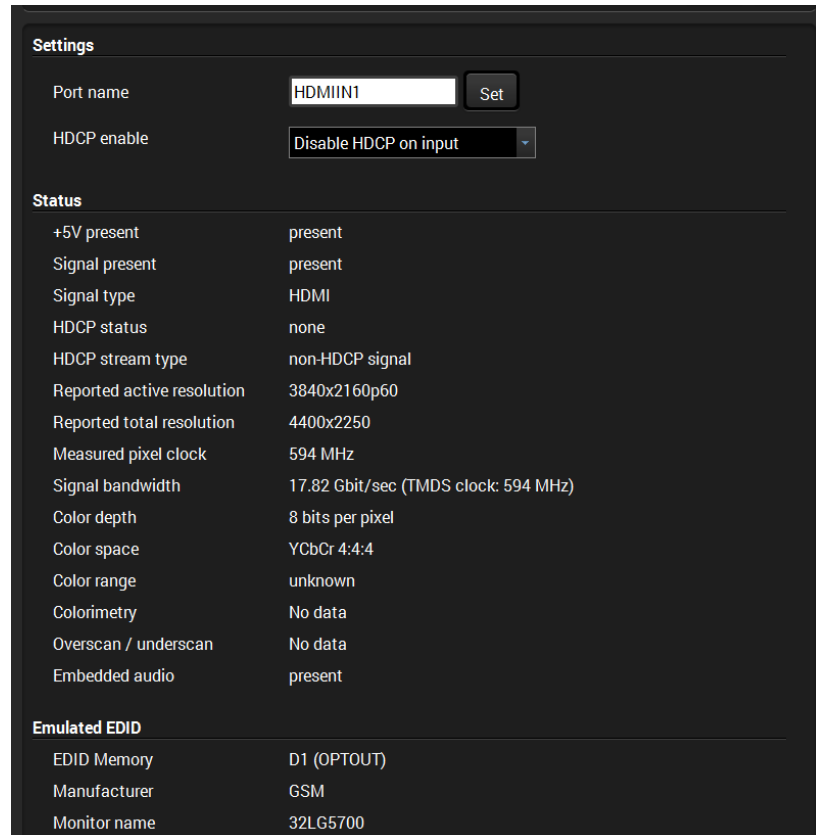 Settings
Port name HDMIIN1 Set
HDCP enable Disable HDCP on input
Status
+5V present present
Signal present present
Signal type HDMI
HDCP status none
HDCP stream type non-HDCP signal
Reported active resolution 3840x2160p60
Reported total resolution 4400x2250
Measured pixel clock 594 MHz
Signal bandwidth 17.82 Gbit/sec (TMDS clock: 594 MHz)
Color depth 8 bits per pixel
Color space YCbCr 4:4:4
Color range unknown
Colorimetry No data
Overscan / underscan No data
Embedded audio present
Emulated EDID
EDID Memory D1 (OPTOUT)
Manufacturer GSM
Monitor name 32LG5700